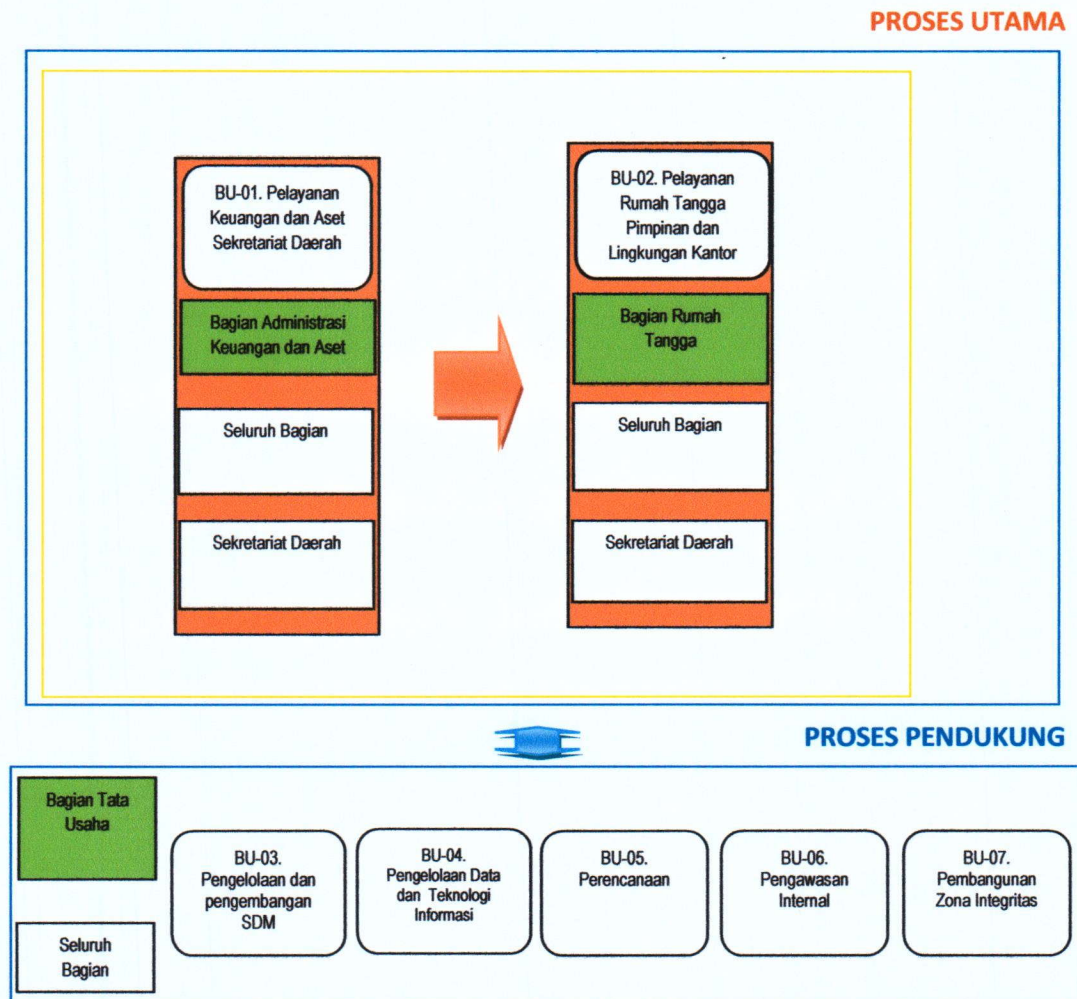 PROSES UTAMA
BU-01. Pelayanan
Keuangan dan Aset
Sekretariat Daerah
Bagian Administrasi
Keuangan dan Aset
Seluruh Bagian
Sekretariat Daerah
BU-02. Pelayanan
Rumah Tangga
Pimpinan dan
Lingkungan Kantor
Bagian Rumah
Tangga
Seluruh Bagian
Sekretariat Daerah
PROSES PENDUKUNG
Bagian Tata
Usaha
Seluruh
Bagian
BU-03.
Pengelolaan dan
pengembangan
SDM
BU-04.
Pengelolaan Data
dan Teknologi
Informasi
BU-05.
Perencanaan
BU-06.
Pengawasan
Internal
BU-07.
Pembangunan
Zona Integritas